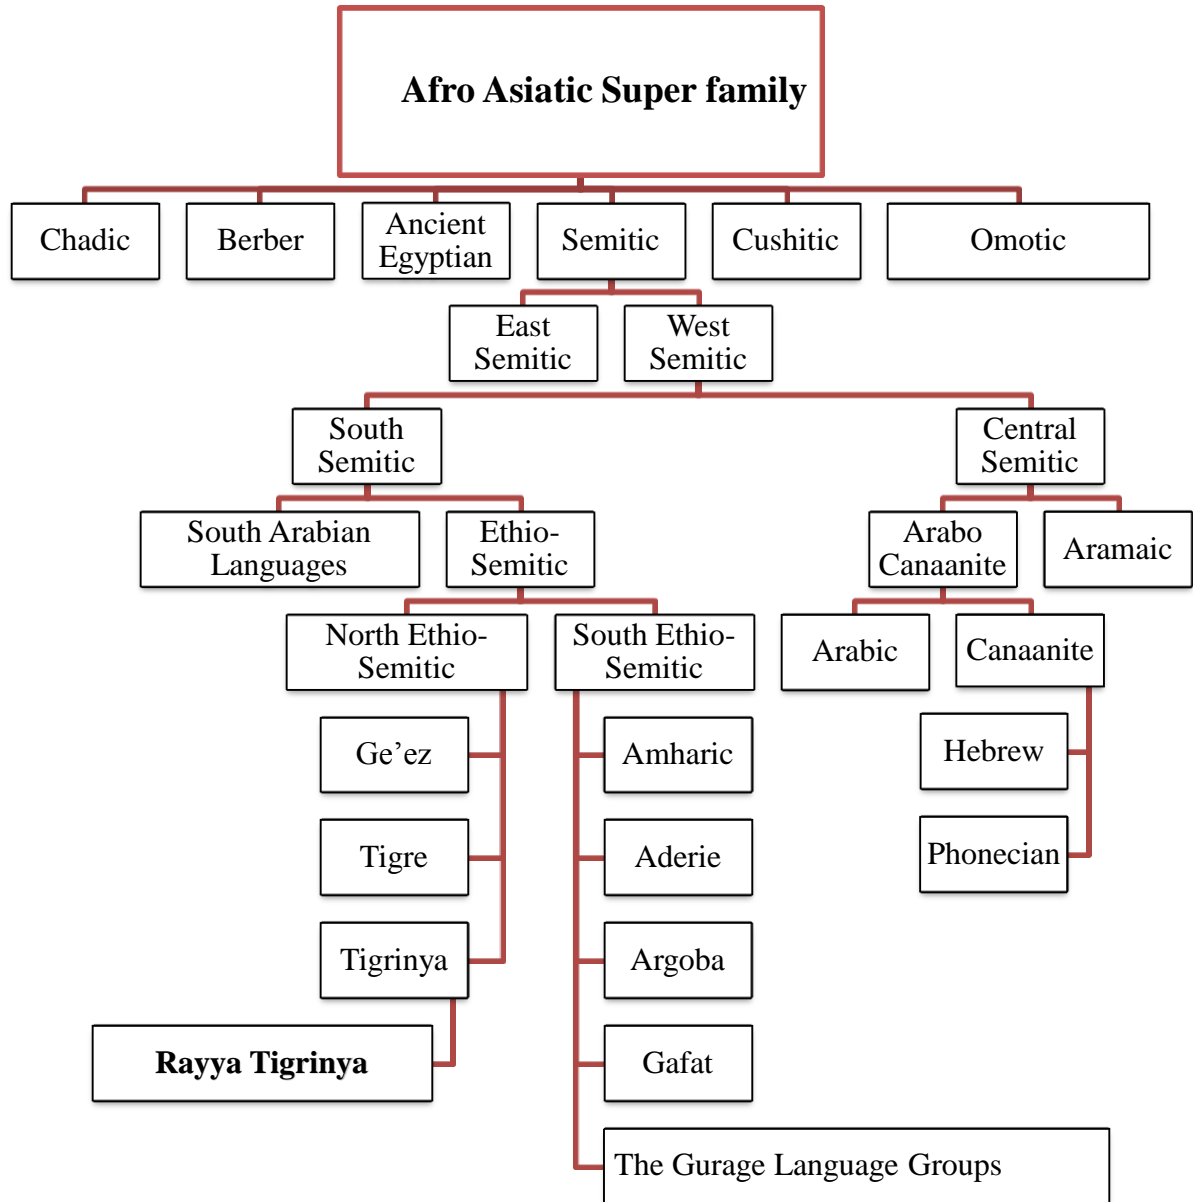 Afro Asiatic Super family
Chadic
Berber
Ancient
Egyptian
Semitic
Cushitic
Omotic
East
Semitic
West
Semitic
South
Semitic
Central
Semitic
South Arabian
Languages
Ethio-
Semitic
Arabo
Canaanite
Aramaic
North Ethio-
Semitic
South Ethio-
Semitic
Arabic
Canaanite
Ge’ez
Amharic
Hebrew
Tigre
Aderie
Phonecian
Tigrinya
Argoba
Rayya Tigrinya
Gafat
The Gurage Language Groups